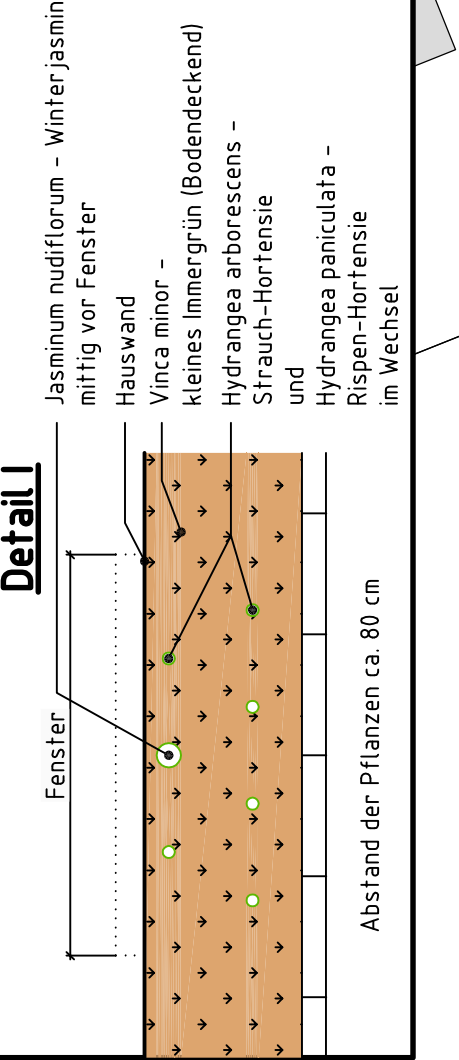 Detail I
Fenster
Jasminum nudiflorum - Winterjasmin
mittig vor Fenster
Hauswand
Vinca minor -
kleines Immergrün (Bodendeckend)
Hydrangea arborescens -
Strauch-Hortensie
und
Hydrangea paniculata -
Rispen-Hortensie
im Wechsel
Abstand der Pflanzen ca. 80 cm